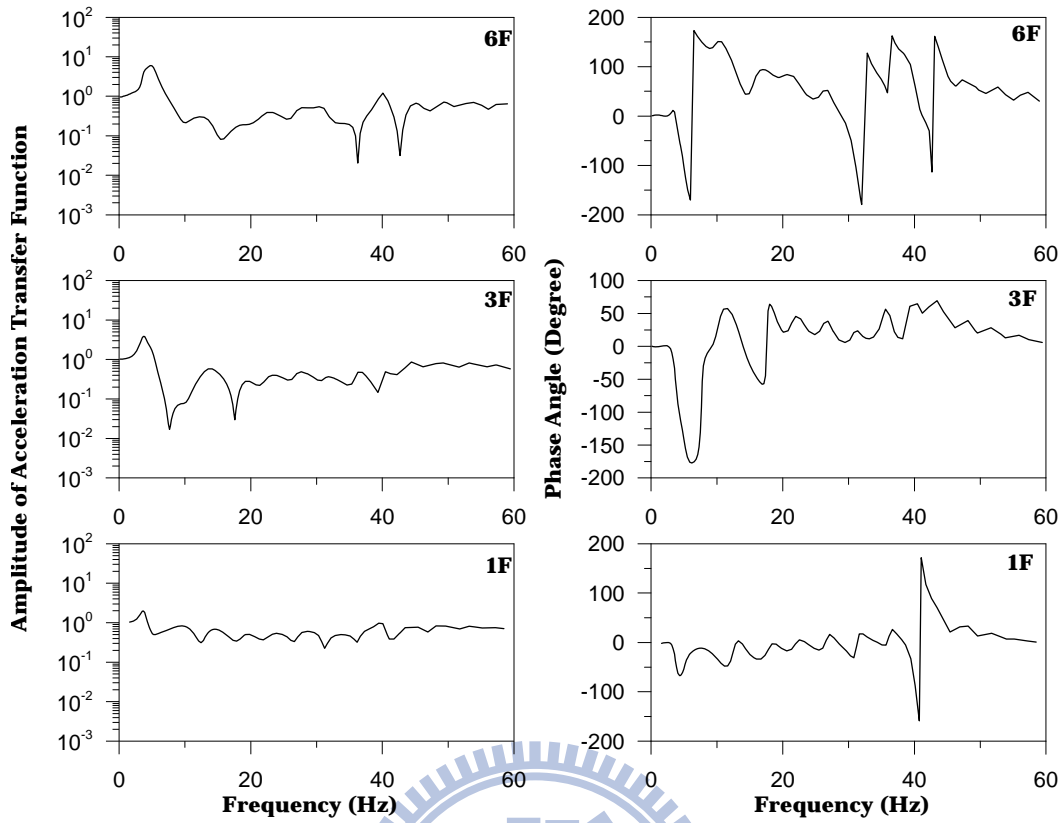 Amplitude of Acceleration Transfer Function
6F
10^2
10^1
10^0
10^-1
10^-2
10^-3
0 20 40 60
3F
10^2
10^1
10^0
10^-1
10^-2
10^-3
0 20 40 60
1F
10^2
10^1
10^0
10^-1
10^-2
10^-3
0 20 40 60
Frequency (Hz)
Phase Angle (Degree)
6F
200
100
0
-100
-200
0 20 40 60
3F
100
50
0
-50
-100
-150
-200
0 20 40 60
1F
200
100
0
-100
-200
0 20 40 60
Frequency (Hz)